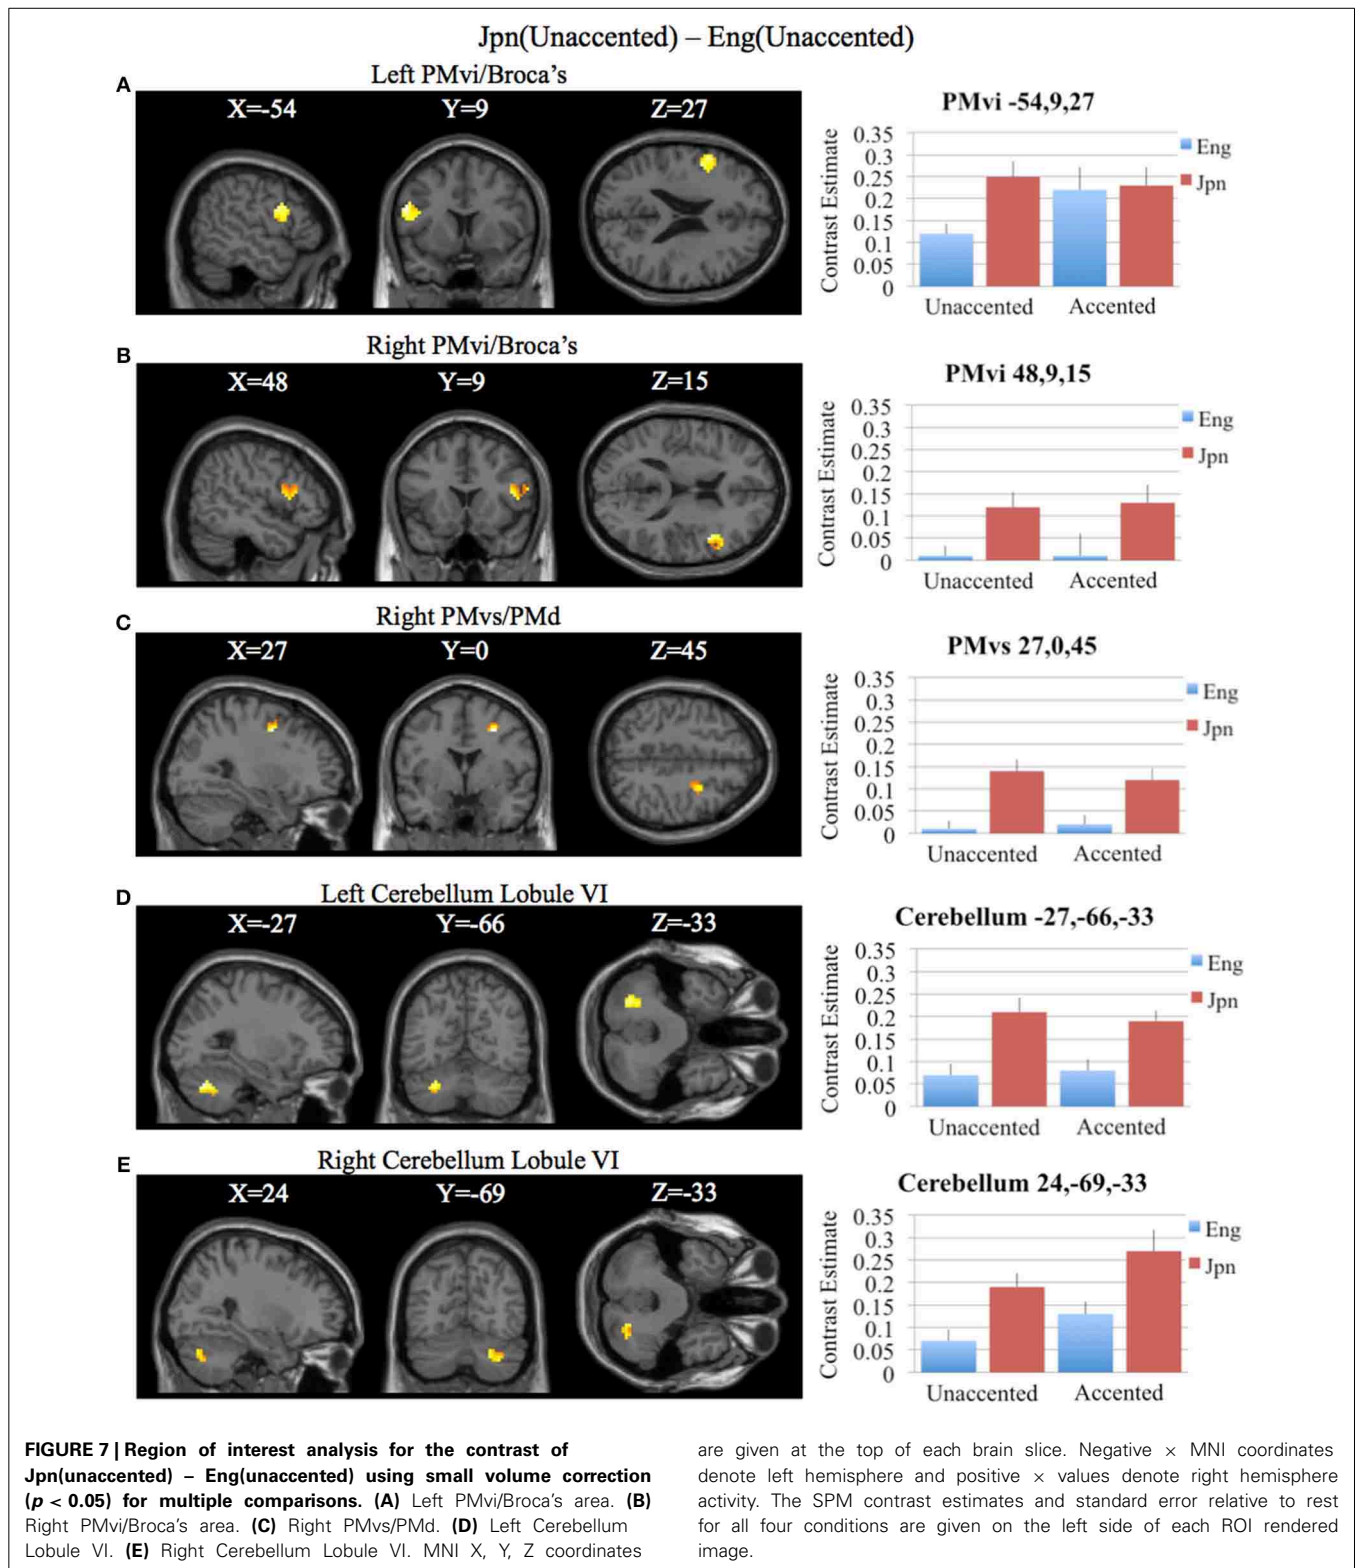 Jpn(Unaccented) – Eng(Unaccented)
A
Left PMvi/Broca's
X=-54 Y=9 Z=27
PMvi -54,9,27
Contrast Estimate
0.35
0.3
0.25
0.2
0.15
0.1
0.05
0
Unaccented Accented
Eng
Jpn
B
Right PMvi/Broca's
X=48 Y=9 Z=15
PMvi 48,9,15
Contrast Estimate
0.35
0.3
0.25
0.2
0.15
0.1
0.05
0
Unaccented Accented
Eng
Jpn
C
Right PMvs/PMd
X=27 Y=0 Z=45
PMvs 27,0,45
Contrast Estimate
0.35
0.3
0.25
0.2
0.15
0.1
0.05
0
Unaccented Accented
Eng
Jpn
D
Left Cerebellum Lobule VI
X=-27 Y=-66 Z=-33
Cerebellum -27,-66,-33
Contrast Estimate
0.35
0.3
0.25
0.2
0.15
0.1
0.05
0
Unaccented Accented
Eng
Jpn
E
Right Cerebellum Lobule VI
X=24 Y=-69 Z=-33
Cerebellum 24,-69,-33
Contrast Estimate
0.35
0.3
0.25
0.2
0.15
0.1
0.05
0
Unaccented Accented
Eng
Jpn
FIGURE 7 | Region of interest analysis for the contrast of
Jpn(unaccented) – Eng(unaccented) using small volume correction
(p < 0.05) for multiple comparisons. (A) Left PMvi/Broca's area. (B)
Right PMvi/Broca's area. (C) Right PMvs/PMd. (D) Left Cerebellum
Lobule VI. (E) Right Cerebellum Lobule VI. MNI X, Y, Z coordinates
are given at the top of each brain slice. Negative × MNI coordinates
denote left hemisphere and positive × values denote right hemisphere
activity. The SPM contrast estimates and standard error relative to rest
for all four conditions are given on the left side of each ROI rendered
image.